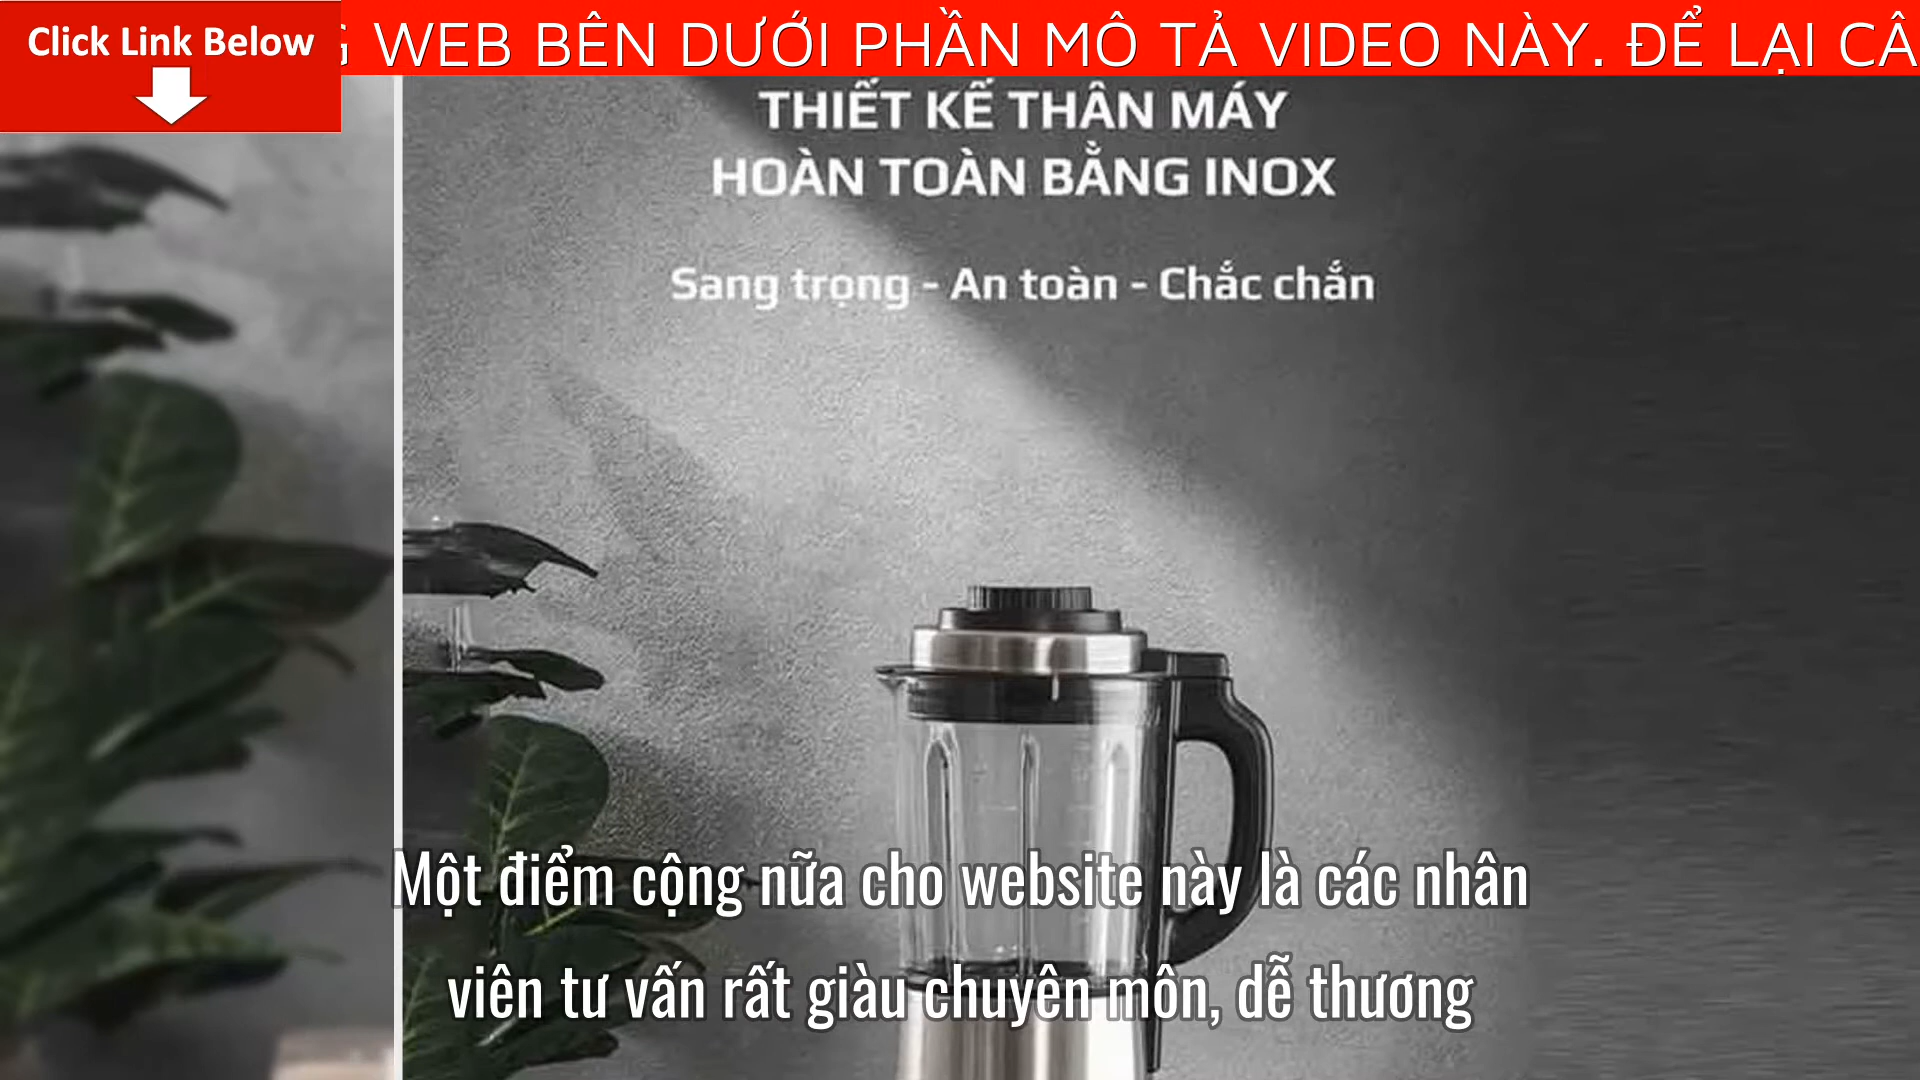 Click Link Below
WEB BÊN DƯỚI PHẦN MÔ TẢ VIDEO NÀY. ĐỂ LẠI
THIẾT KẾ THÂN MÁY
HOÀN TOÀN BẰNG INOX
Sang trọng - An toàn - Chắc chắn
Một điểm cộng nữa cho website này là các nhân
viên tư vấn rất giàu chuyên môn, dễ thương